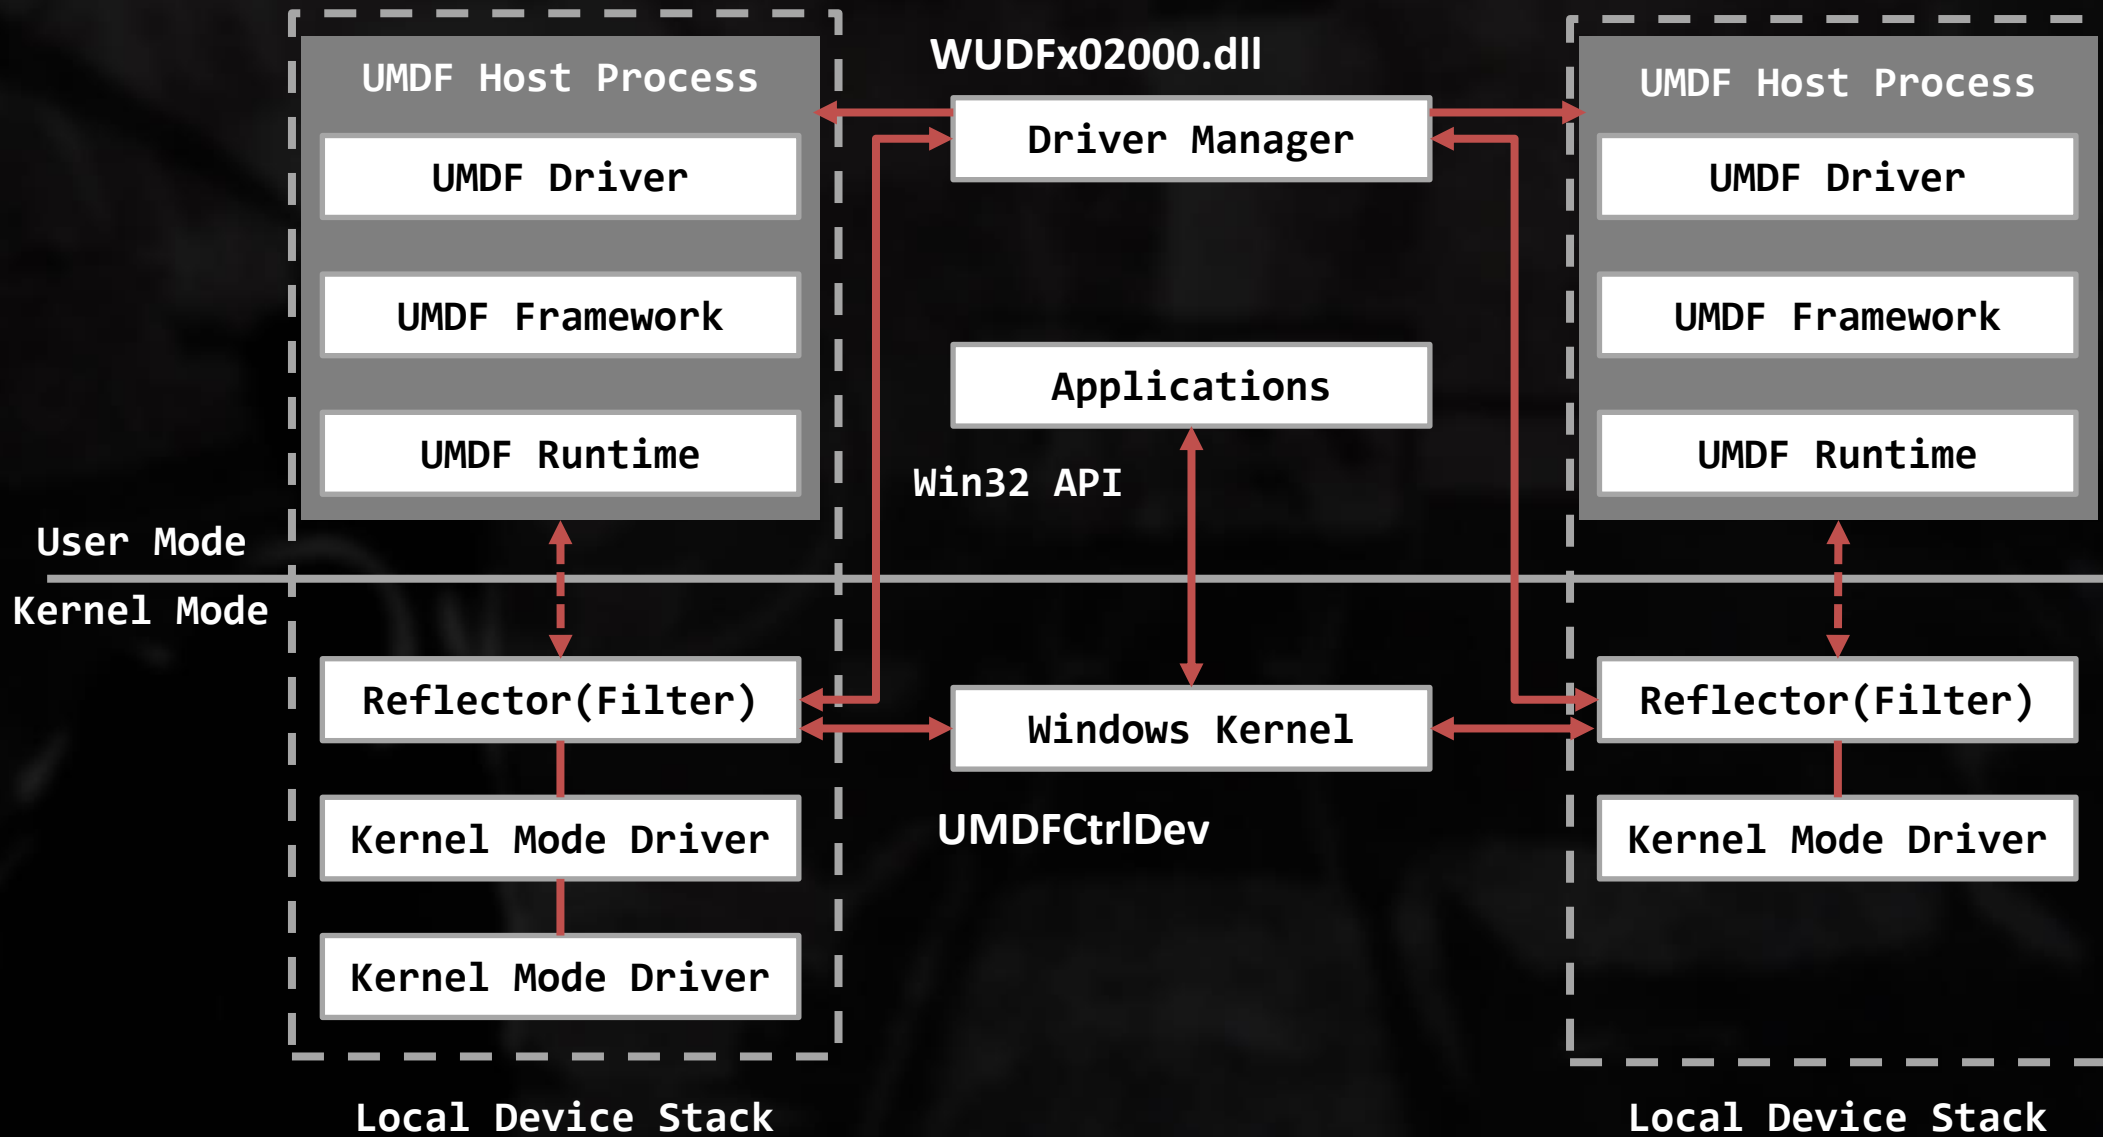 UMDF Host Process
UMDF Driver
UMDF Framework
UMDF Runtime
WUDFx02000.dll
Driver Manager
Applications
Win32 API
UMDF Host Process
UMDF Driver
UMDF Framework
UMDF Runtime
User Mode
Kernel Mode
Reflector(Filter)
Kernel Mode Driver
Kernel Mode Driver
Local Device Stack
Windows Kernel
UMDFCtrlDev
Reflector(Filter)
Kernel Mode Driver
Local Device Stack